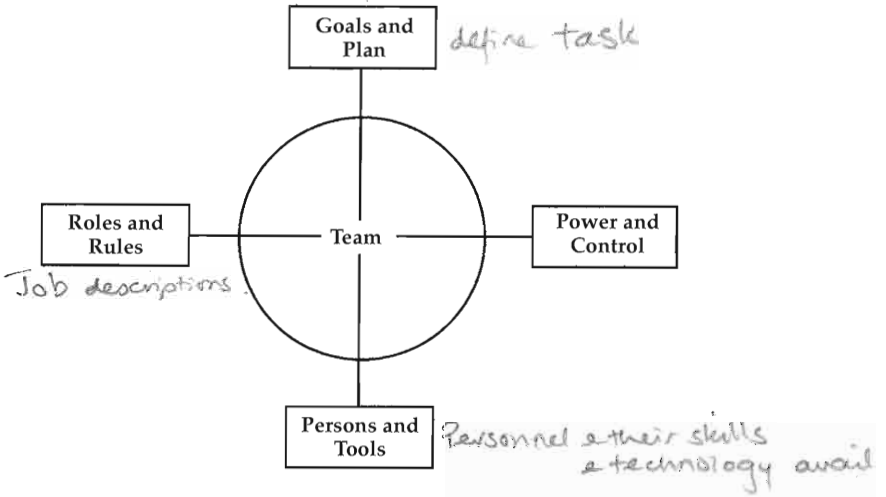 Goals and
Plan
define task
Roles and
Rules
Team
Power and
Control
Job descriptions.
Persons and
Tools
Personnel & their skills
& technology avail